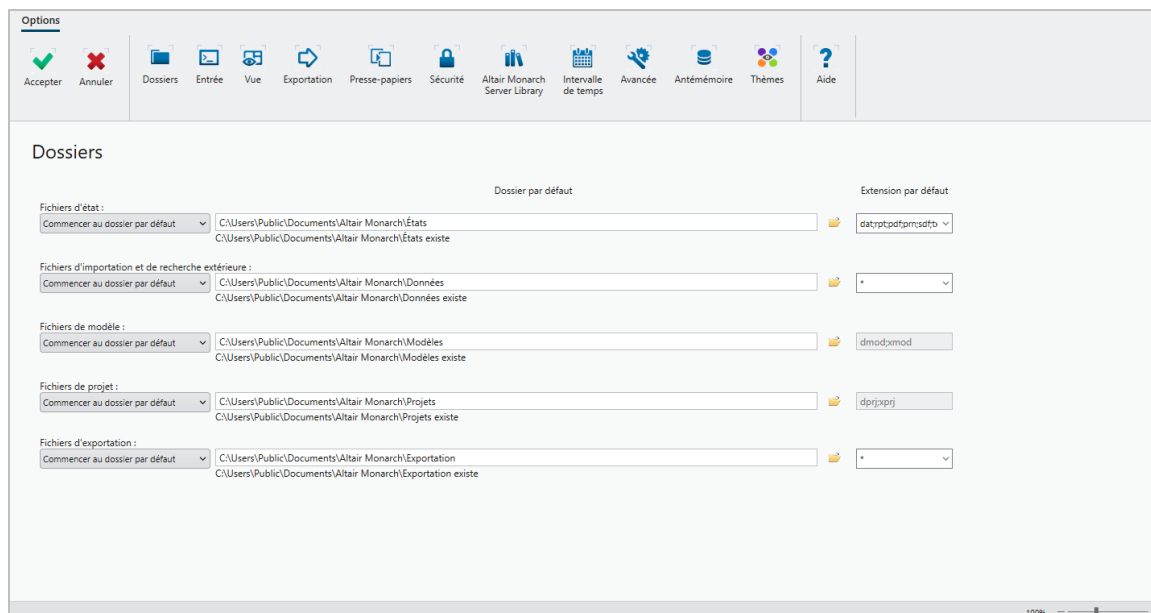 Options
Accepter
Annuler
Dossiers
Entrée
Vue
Exportation
Presse-papiers
Sécurité
Altair Monarch
Server Library
Intervalle
de temps
Avancée
Antémémoire
Thèmes
Aide
Dossiers
Dossier par défaut
Extension par défaut
Fichiers d'état :
Commencer au dossier par défaut
C:\Users\Public\Documents\Altair Monarch\États
dat;rpt;pdf;prn;sdf;t
C:\Users\Public\Documents\Altair Monarch\États existe
Fichiers d'importation et de recherche extérieure :
Commencer au dossier par défaut
C:\Users\Public\Documents\Altair Monarch\Données
*
C:\Users\Public\Documents\Altair Monarch\Données existe
Fichiers de modèle :
Commencer au dossier par défaut
C:\Users\Public\Documents\Altair Monarch\Modèles
dmod;xmod
C:\Users\Public\Documents\Altair Monarch\Modèles existe
Fichiers de projet :
Commencer au dossier par défaut
C:\Users\Public\Documents\Altair Monarch\Projets
dprj;xprj
C:\Users\Public\Documents\Altair Monarch\Projets existe
Fichiers d'exportation :
Commencer au dossier par défaut
C:\Users\Public\Documents\Altair Monarch\Exportation
*
C:\Users\Public\Documents\Altair Monarch\Exportation existe
100%